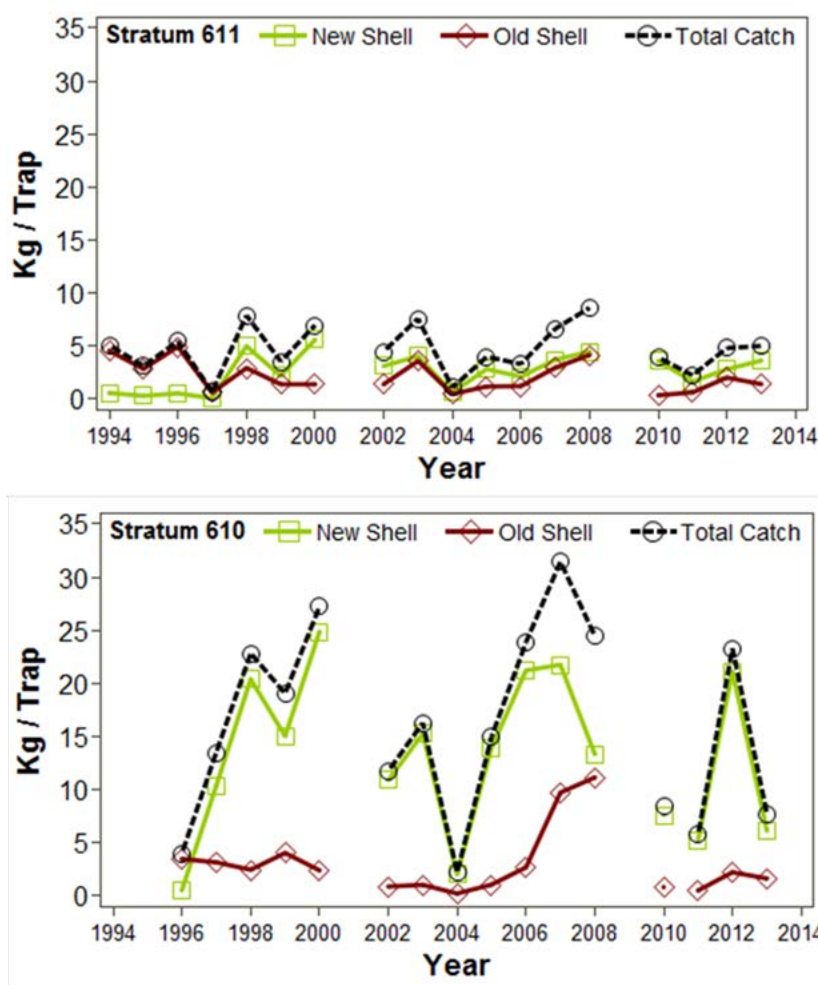 Stratum 611 New Shell Old Shell Total Catch
35
30
25
20
15
10
5
0
Kg / Trap
1994 1996 1998 2000 2002 2004 2006 2008 2010 2012 2014
Year
Stratum 610 New Shell Old Shell Total Catch
35
30
25
20
15
10
5
0
Kg / Trap
1994 1996 1998 2000 2002 2004 2006 2008 2010 2012 2014
Year